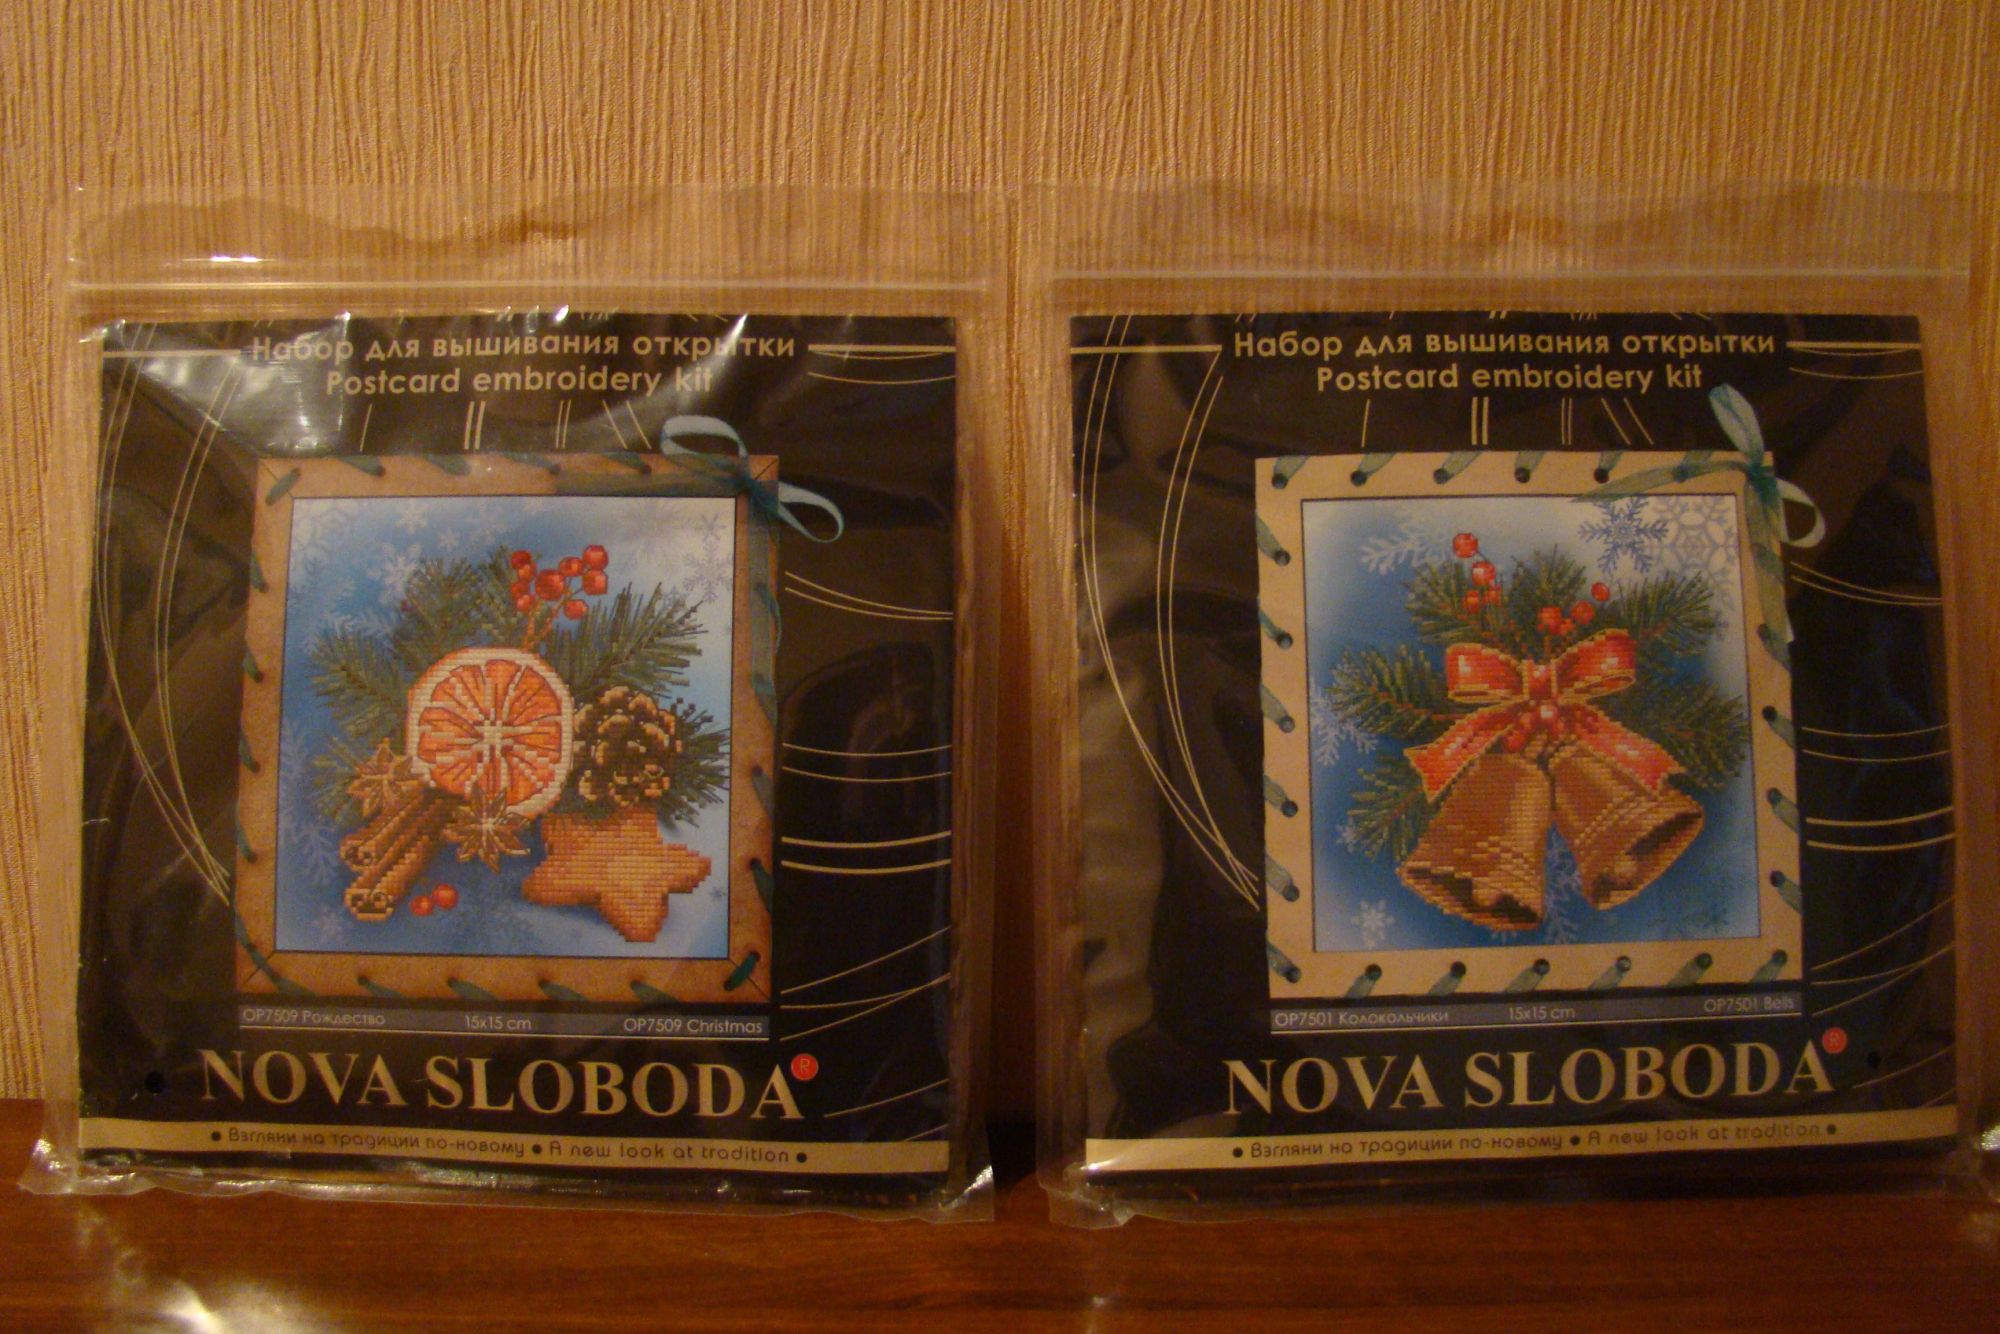 Набор для вышивания открытки
Postcard embroidery kit
OP7509 Рождество 15x15 cm OP7509 Christmas
NOVA SLOBODA®
• Взгляни на традиции по-новому • A new look at tradition •
Набор для вышивания открытки
Postcard embroidery kit
OP7501 Колокольчики 15x15 cm OP7501 Bells
NOVA SLOBODA®
• Взгляни на традиции по-новому • A new look at tradition •